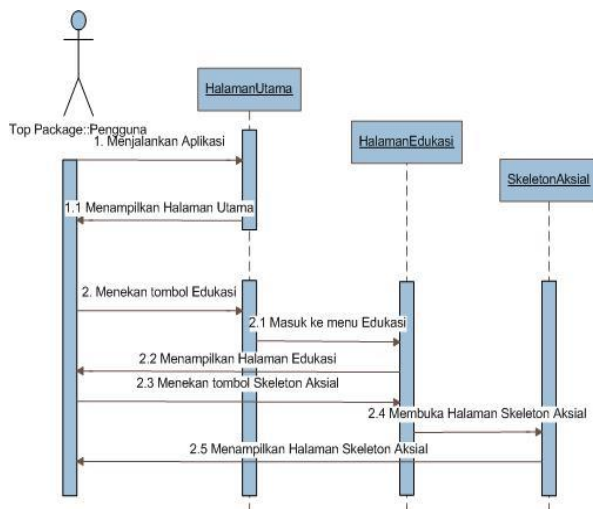 HalamanUtama
Top Package::Pengguna
1. Menjalankan Aplikasi
HalamanEdukasi
SkeletonAksial
1.1 Menampilkan Halaman Utama
2. Menekan tombol Edukasi
2.1 Masuk ke menu Edukasi
2.2 Menampilkan Halaman Edukasi
2.3 Menekan tombol Skeleton Aksial
2.4 Membuka Halaman Skeleton Aksial
2.5 Menampilkan Halaman Skeleton Aksial